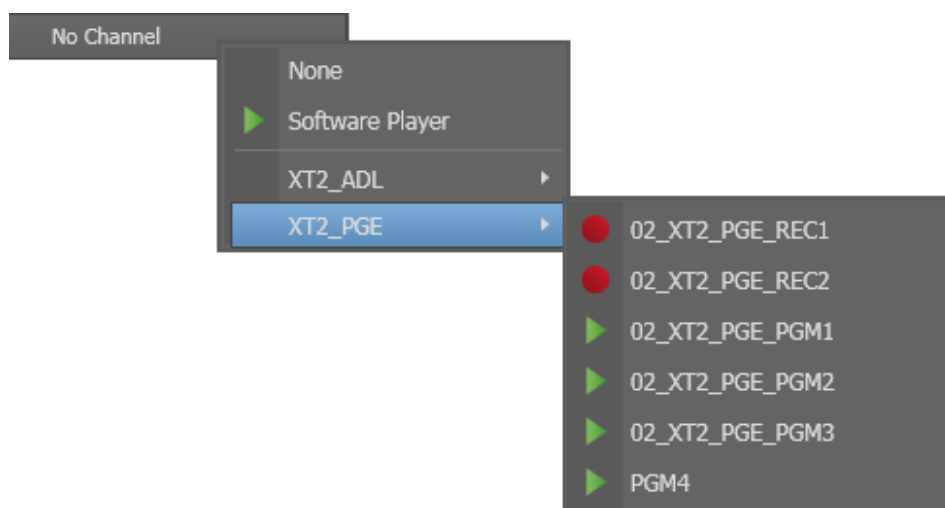 No Channel
None
Software Player
XT2_ADL
XT2_PGE
02_XT2_PGE_REC1
02_XT2_PGE_REC2
02_XT2_PGE_PGM1
02_XT2_PGE_PGM2
02_XT2_PGE_PGM3
PGM4